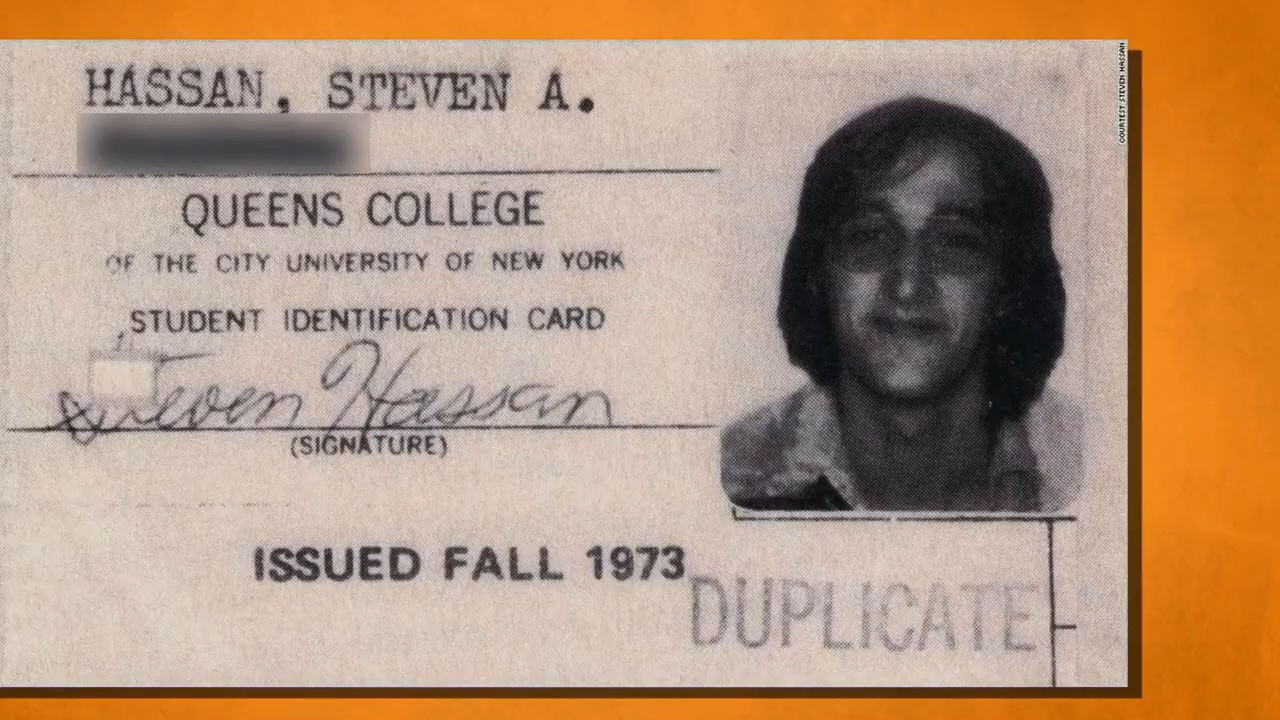 HASSAN, STEVEN A.
QUEENS COLLEGE
OF THE CITY UNIVERSITY OF NEW YORK
STUDENT IDENTIFICATION CARD
Steven Hassan
(SIGNATURE)
ISSUED FALL 1973
DUPLICATE
COURTESY STEVEN HASSAN